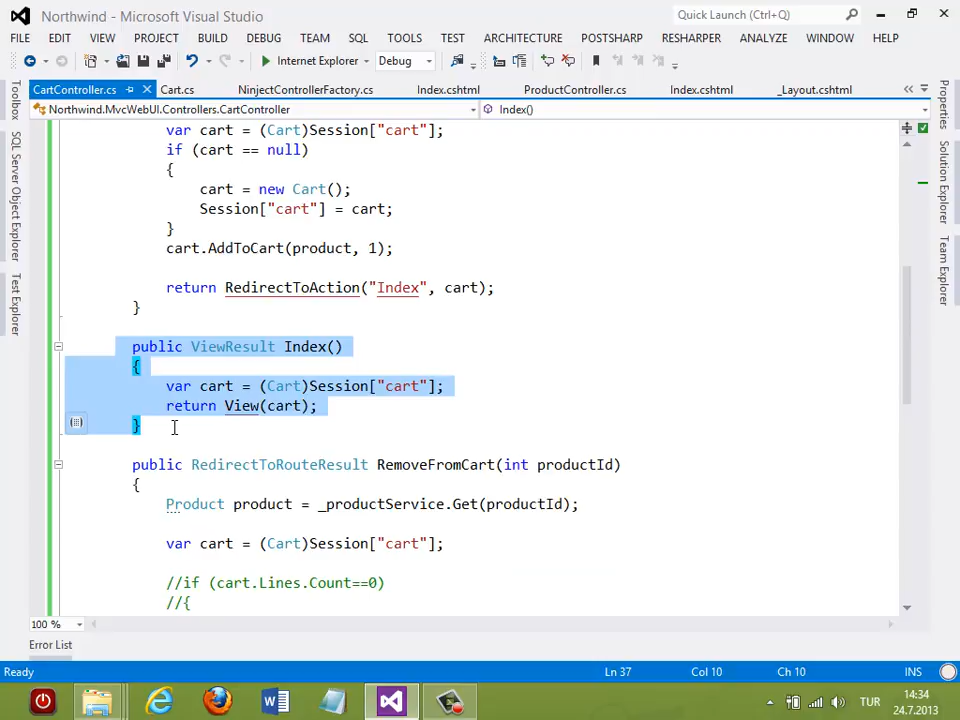 Northwind - Microsoft Visual Studio
Quick Launch (Ctrl+Q)
FILE EDIT VIEW PROJECT BUILD DEBUG TEAM SQL TOOLS TEST ARCHITECTURE POSTSHARP RESHARPER ANALYZE WINDOW HELP
Internet Explorer
Debug
CartController.cs Cart.cs NinjectControllerFactory.cs Index.cshtml ProductController.cs Index.cshtml _Layout.cshtml
Northwind.MvcWebUI.Controllers.CartController
Index()
Toolbox
SQL Server Object Explorer
Test Explorer
Properties
Solution Explorer
Team Explorer
var cart = (Cart)Session["cart"];
if (cart == null)
{
cart = new Cart();
Session["cart"] = cart;
}
cart.AddToCart(product, 1);
return RedirectToAction("Index", cart);
}
public ViewResult Index()
{
var cart = (Cart)Session["cart"];
return View(cart);
}
public RedirectToRouteResult RemoveFromCart(int productId)
{
Product product = _productService.Get(productId);
var cart = (Cart)Session["cart"];
//if (cart.Lines.Count==0)
//{
100 %
Error List
Ready
Ln 37
Col 10
Ch 10
INS
TUR
14:34
24.7.2013